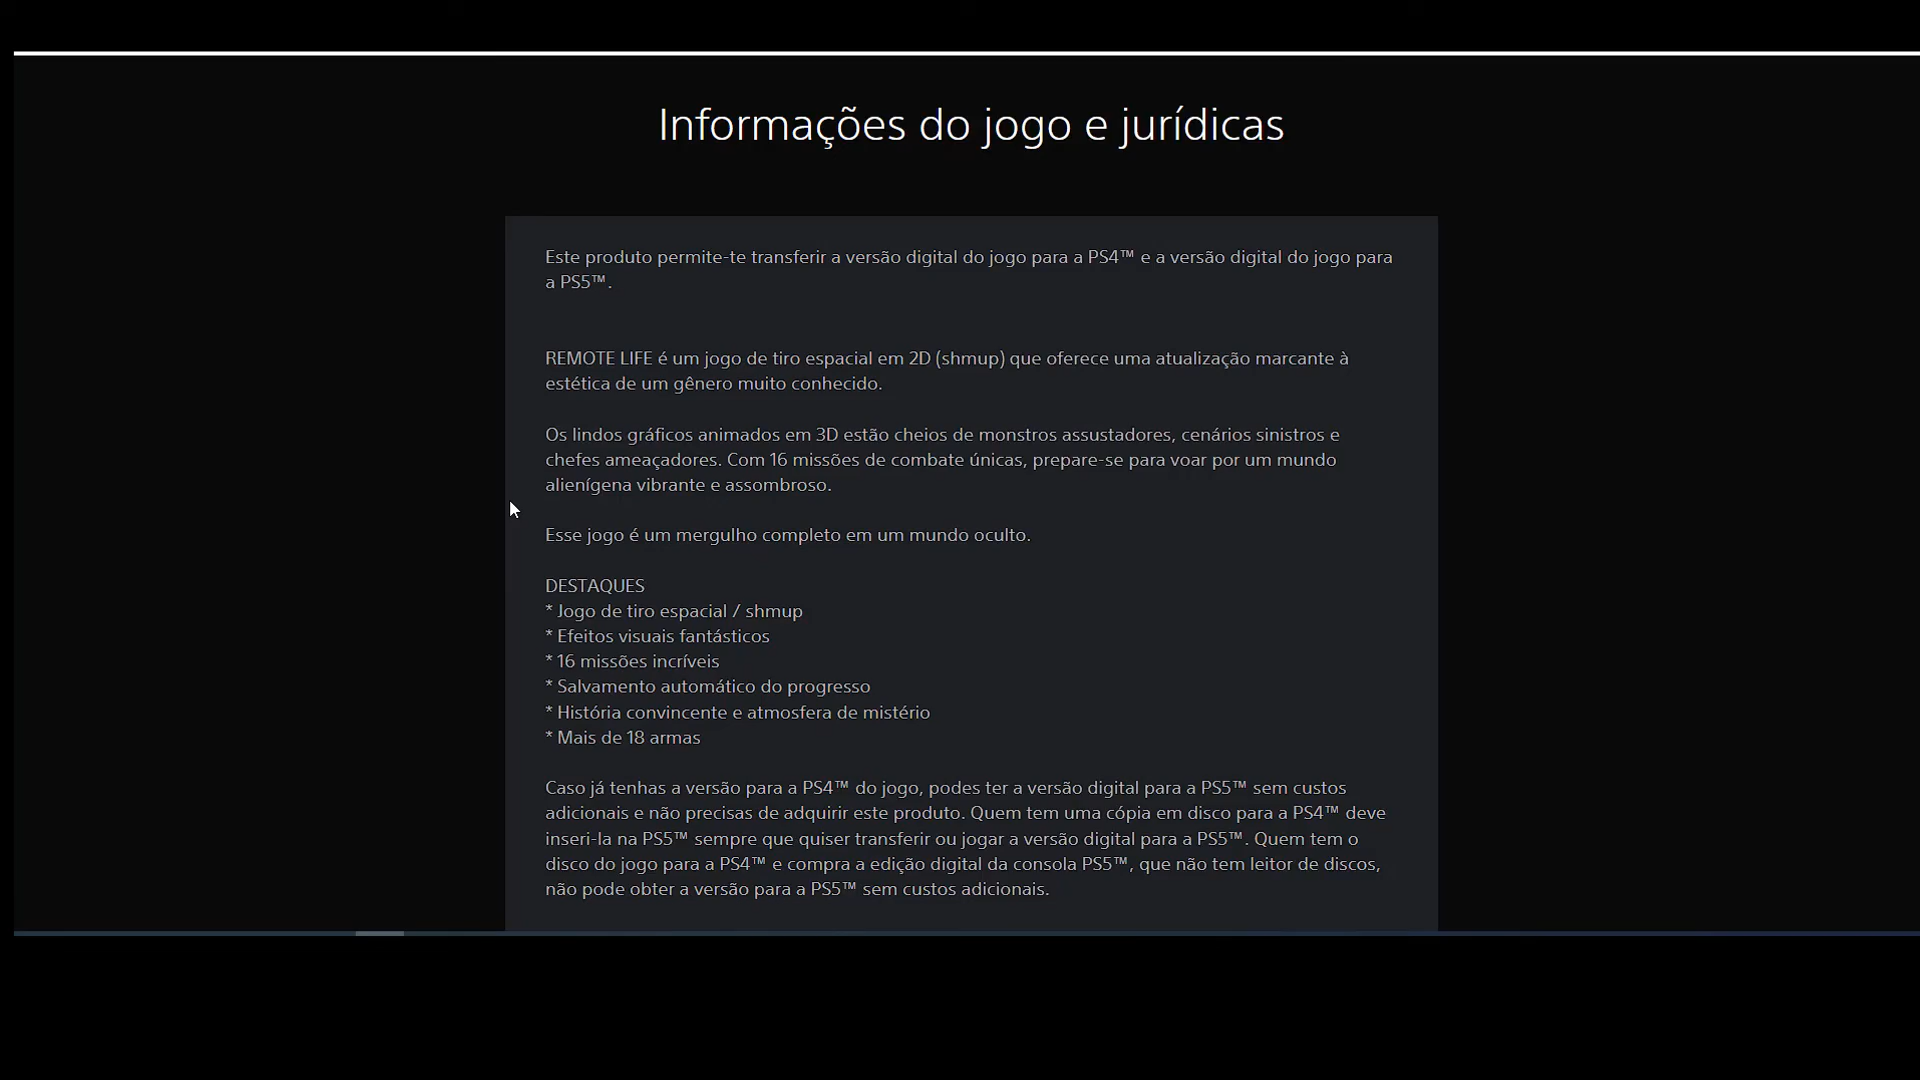 Informações do jogo e jurídicas
Este produto permite-te transferir a versão digital do jogo para a PS4™ e a versão digital do jogo para
a PS5™.
REMOTE LIFE é um jogo de tiro espacial em 2D (shmup) que oferece uma atualização marcante à
estética de um gênero muito conhecido.
Os lindos gráficos animados em 3D estão cheios de monstros assustadores, cenários sinistros e
chefes ameaçadores. Com 16 missões de combate únicas, prepare-se para voar por um mundo
alienígena vibrante e assombroso.
Esse jogo é um mergulho completo em um mundo oculto.
DESTAQUES
* Jogo de tiro espacial / shmup
* Efeitos visuais fantásticos
* 16 missões incríveis
* Salvamento automático do progresso
* História convincente e atmosfera de mistério
* Mais de 18 armas
Caso já tenhas a versão para a PS4™ do jogo, podes ter a versão digital para a PS5™ sem custos
adicionais e não precisas de adquirir este produto. Quem tem uma cópia em disco para a PS4™ deve
inseri-la na PS5™ sempre que quiser transferir ou jogar a versão digital para a PS5™. Quem tem o
disco do jogo para a PS4™ e compra a edição digital da consola PS5™, que não tem leitor de discos,
não pode obter a versão para a PS5™ sem custos adicionais.